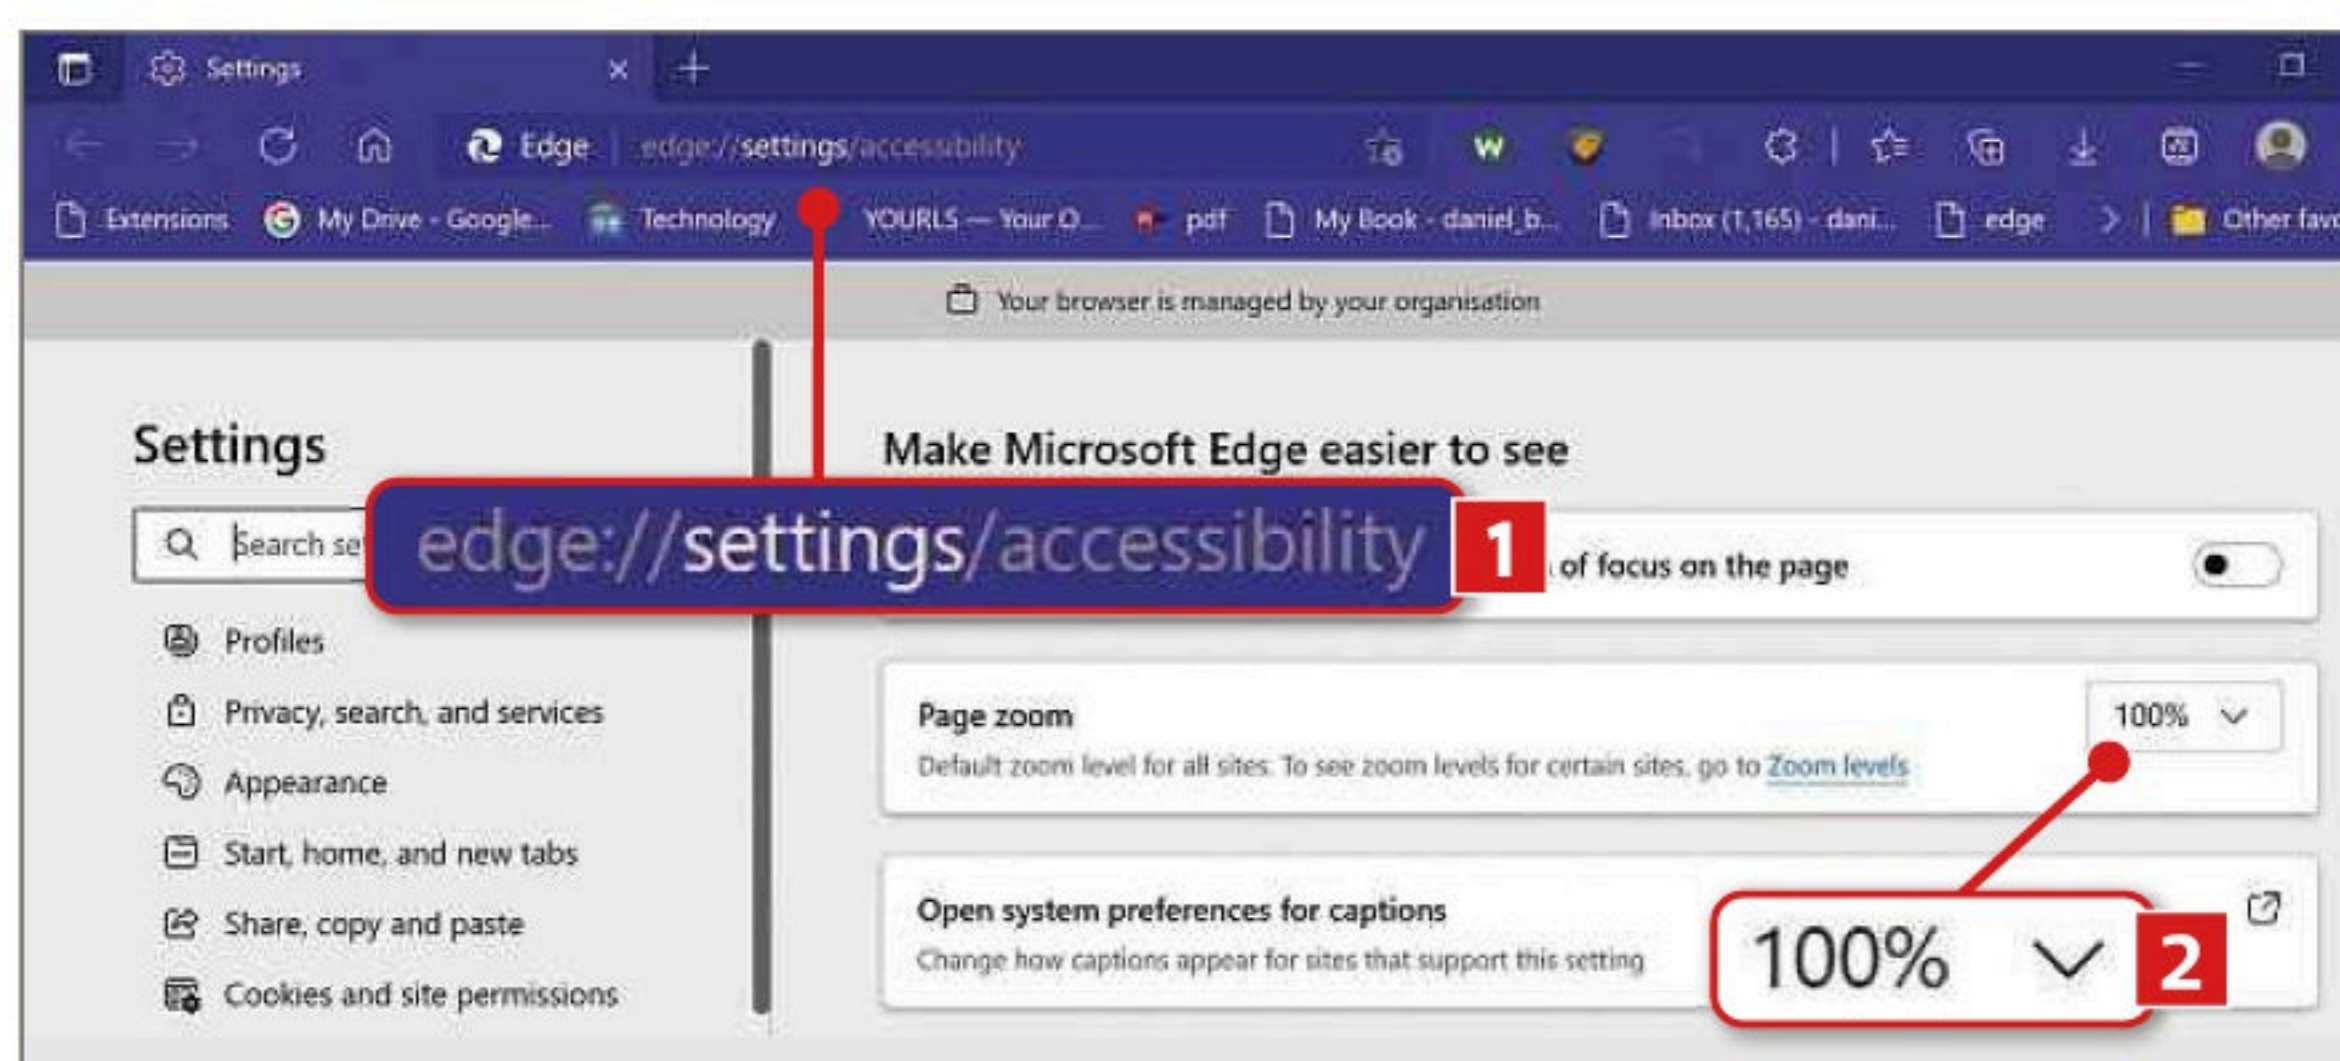 Settings
Edge edge://settings/accessibility
Extensions My Drive - Google... Technology YOURLS — Your O... pdf My Book - daniel_b... Inbox (1,165) - dani... edge Other favo
Your browser is managed by your organisation
Settings
Search se
Profiles
Privacy, search, and services
Appearance
Start, home, and new tabs
Share, copy and paste
Cookies and site permissions
Make Microsoft Edge easier to see
edge://settings/accessibility 1
of focus on the page
Page zoom 100%
Default zoom level for all sites. To see zoom levels for certain sites, go to Zoom levels
Open system preferences for captions
Change how captions appear for sites that support this setting
100% 2